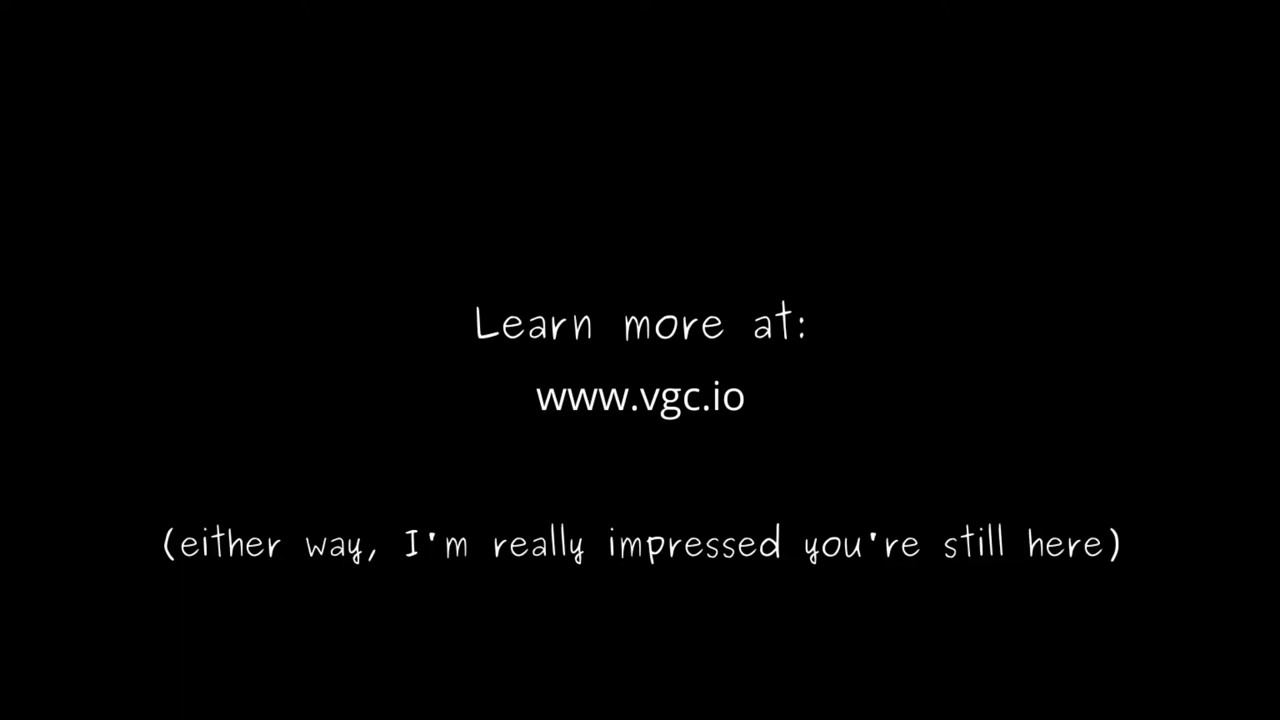 Learn more at:
www.vgc.io
(either way, I'm really impressed you're still here)